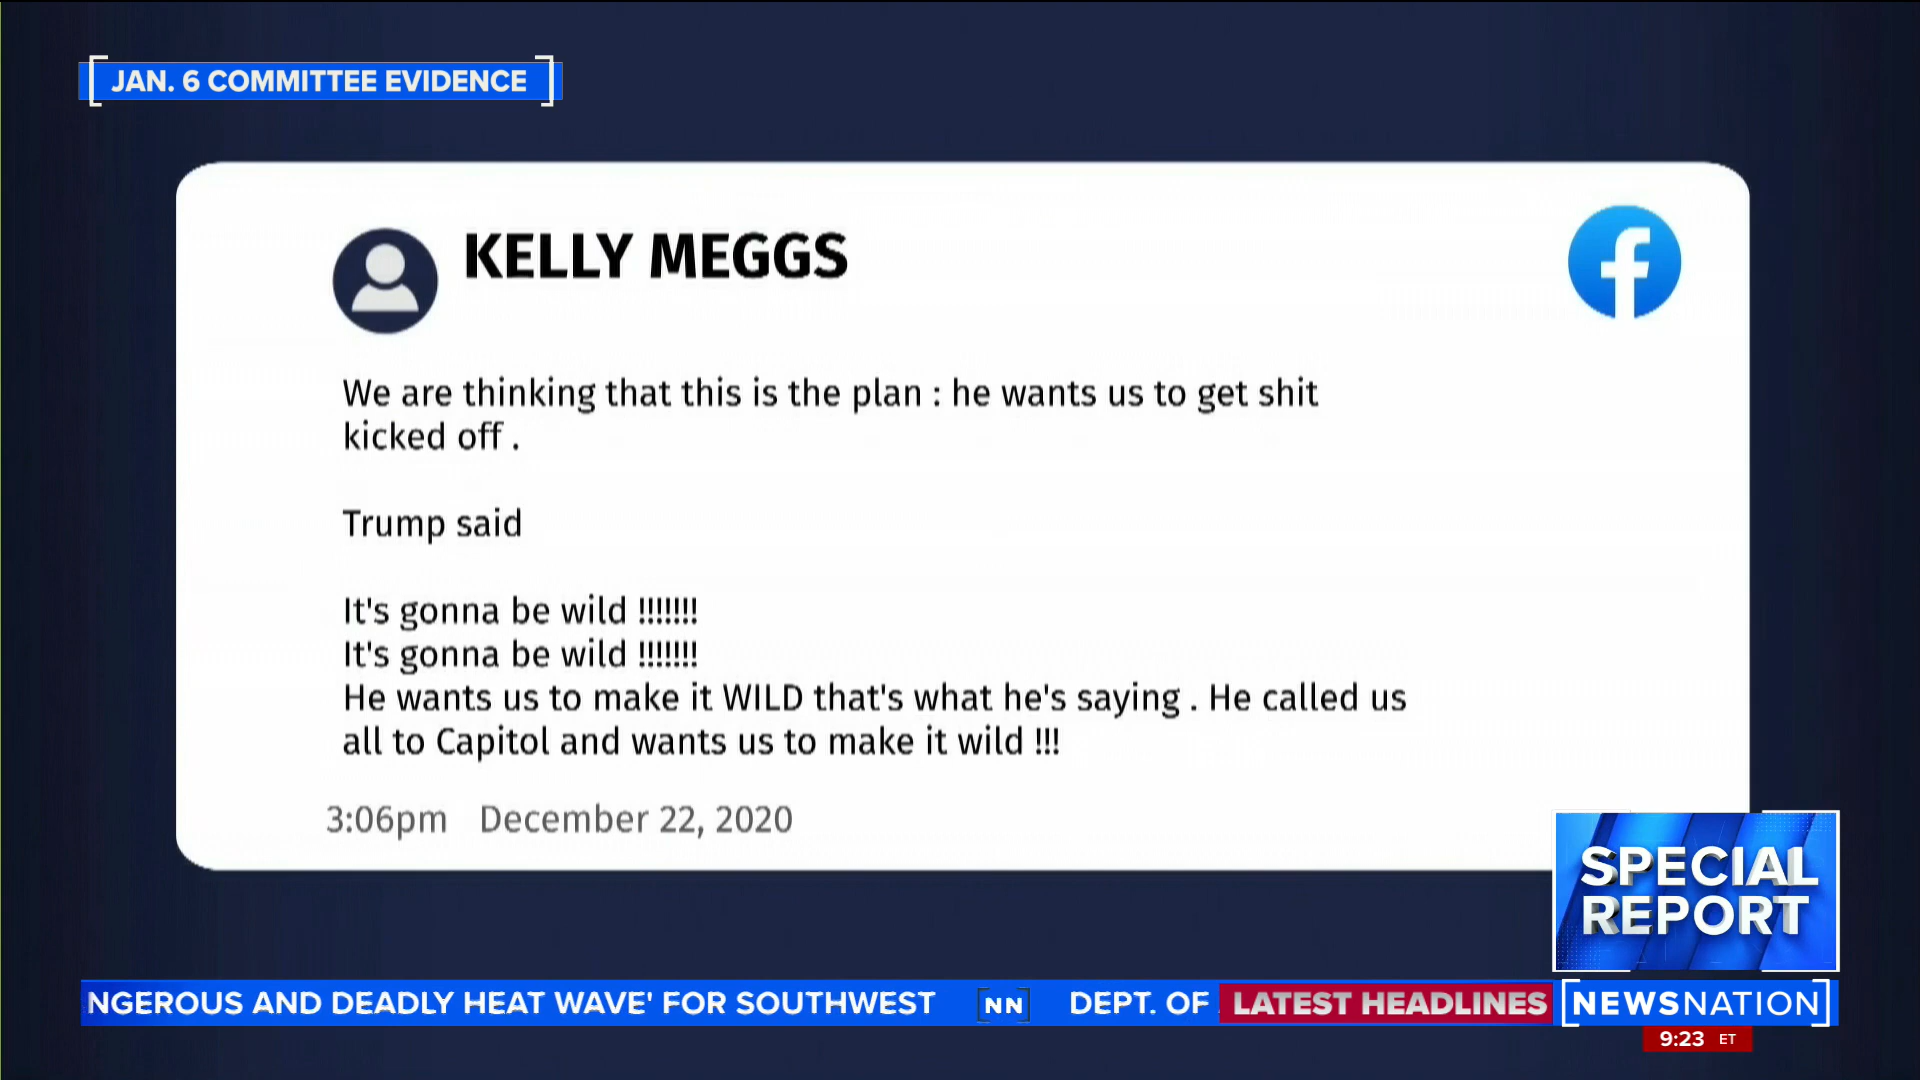 JAN. 6 COMMITTEE EVIDENCE
KELLY MEGGS
We are thinking that this is the plan : he wants us to get shit
kicked off .
Trump said
It's gonna be wild !!!!!!!
It's gonna be wild !!!!!!!
He wants us to make it WILD that's what he's saying . He called us
all to Capitol and wants us to make it wild !!!
3:06pm December 22, 2020
SPECIAL
REPORT
NGEROUS AND DEADLY HEAT WAVE' FOR SOUTHWEST NN DEPT. OF LATEST HEADLINES NEWSNATION
9:23 ET